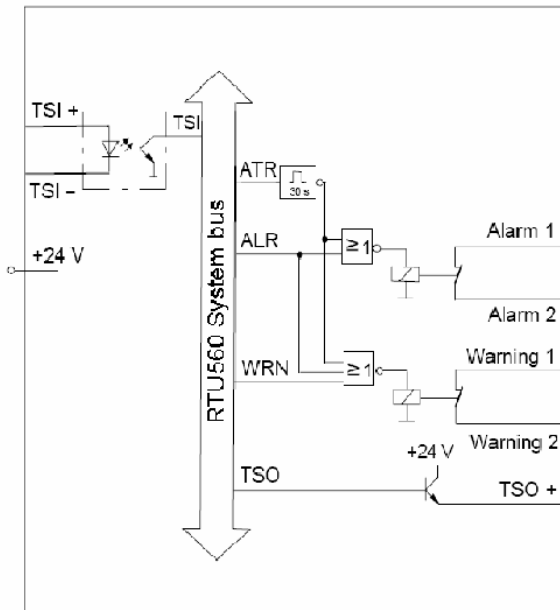 TSI +
TSI
TSI –
+24 V
ATR
30 s
ALR
≥ 1
Alarm 1
Alarm 2
RTU560 System bus
WRN
≥ 1
Warning 1
Warning 2
+24 V
TSO
TSO +